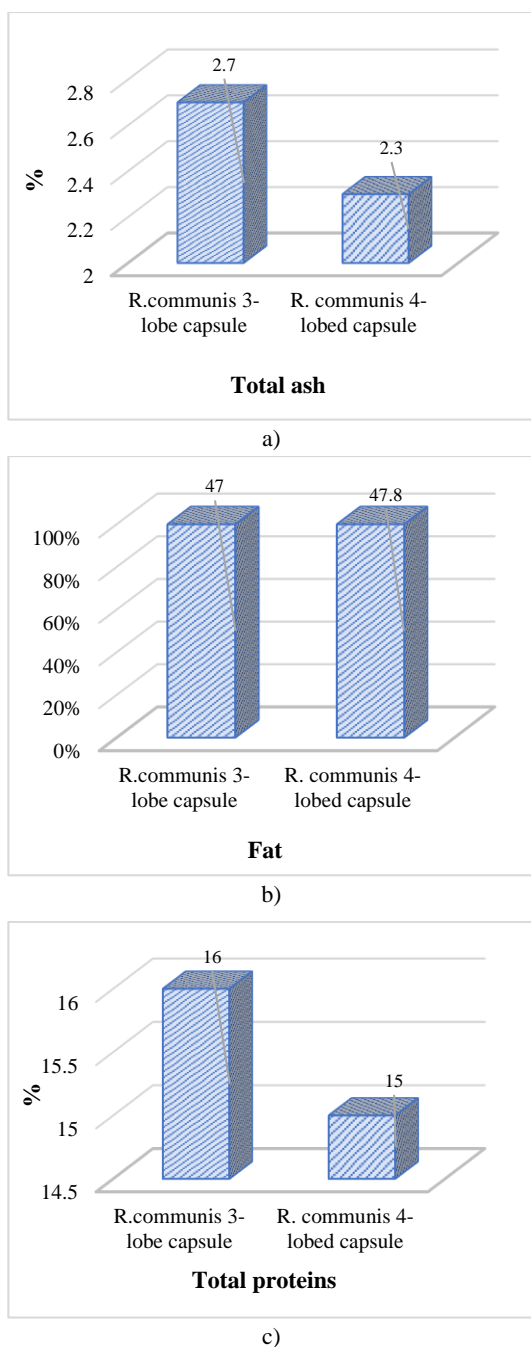 2.7
2.3
2.8
2.6
2.4
2.2
2
%
R.communis 3-
lobe capsule
R. communis 4-
lobed capsule
Total ash
a)
47
47.8
100%
80%
60%
40%
20%
0%
R.communis 3-
lobe capsule
R. communis 4-
lobed capsule
Fat
b)
16
15
16
15.5
15
14.5
%
R.communis 3-
lobe capsule
R. communis 4-
lobed capsule
Total proteins
c)